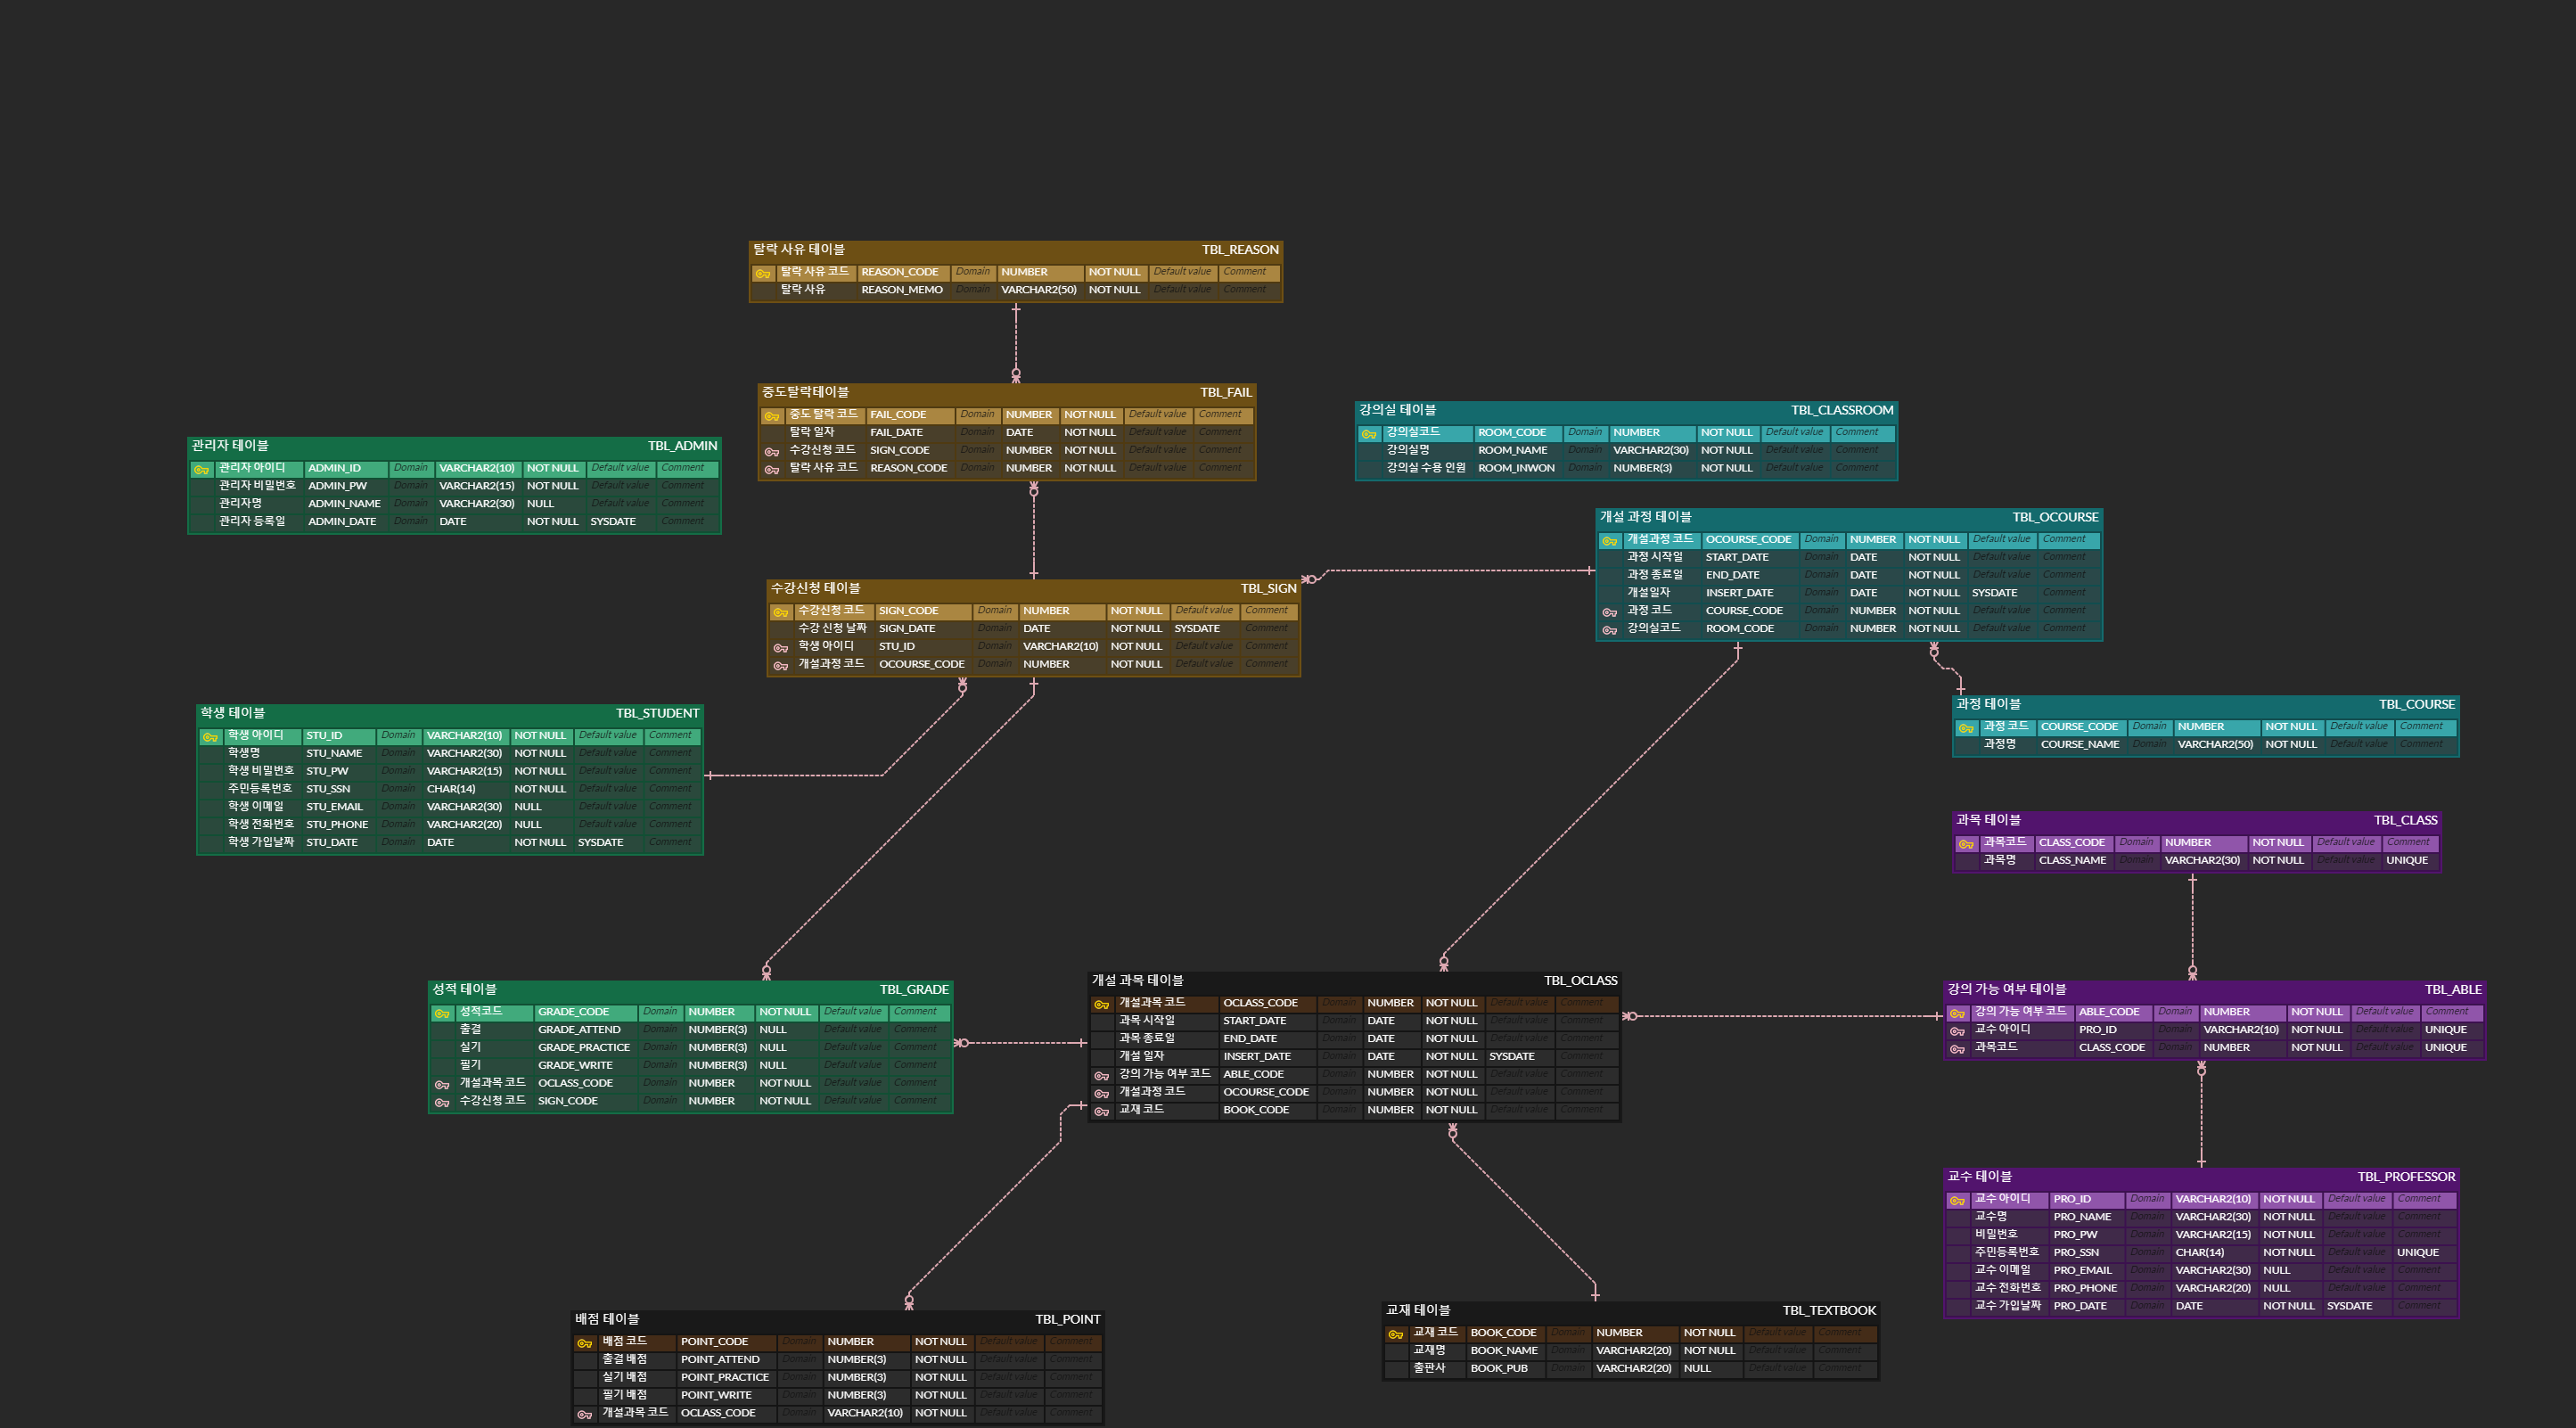 탈락 사유 테이블 TBL_REASON
탈락 사유 코드 REASON_CODE Domain NUMBER NOT NULL Default value Comment
탈락 사유 REASON_MEMO Domain VARCHAR2(50) NOT NULL Default value Comment
중도탈락테이블 TBL_FAIL
중도 탈락 코드 FAIL_CODE Domain NUMBER NOT NULL Default value Comment
탈락 일자 FAIL_DATE Domain DATE NOT NULL Default value Comment
수강신청 코드 SIGN_CODE Domain NUMBER NOT NULL Default value Comment
탈락 사유 코드 REASON_CODE Domain NUMBER NOT NULL Default value Comment
강의실 테이블 TBL_CLASSROOM
강의실코드 ROOM_CODE Domain NUMBER NOT NULL Default value Comment
강의실명 ROOM_NAME Domain VARCHAR2(30) NOT NULL Default value Comment
강의실 수용 인원 ROOM_INWON Domain NUMBER(3) NOT NULL Default value Comment
관리자 테이블 TBL_ADMIN
관리자 아이디 ADMIN_ID Domain VARCHAR2(10) NOT NULL Default value Comment
관리자 비밀번호 ADMIN_PW Domain VARCHAR2(15) NOT NULL Default value Comment
관리자명 ADMIN_NAME Domain VARCHAR2(30) NULL Default value Comment
관리자 등록일 ADMIN_DATE Domain DATE NOT NULL SYSDATE Comment
개설 과정 테이블 TBL_OCOURSE
개설과정 코드 OCOURSE_CODE Domain NUMBER NOT NULL Default value Comment
과정 시작일 START_DATE Domain DATE NOT NULL Default value Comment
과정 종료일 END_DATE Domain DATE NOT NULL Default value Comment
개설일자 INSERT_DATE Domain DATE NOT NULL SYSDATE Comment
과정 코드 COURSE_CODE Domain NUMBER NOT NULL Default value Comment
강의실코드 ROOM_CODE Domain NUMBER NOT NULL Default value Comment
수강신청 테이블 TBL_SIGN
수강신청 코드 SIGN_CODE Domain NUMBER NOT NULL Default value Comment
수강 신청 날짜 SIGN_DATE Domain DATE NOT NULL SYSDATE Comment
학생 아이디 STU_ID Domain VARCHAR2(10) NOT NULL Default value Comment
개설과정 코드 OCOURSE_CODE Domain NUMBER NOT NULL Default value Comment
과정 테이블 TBL_COURSE
과정 코드 COURSE_CODE Domain NUMBER NOT NULL Default value Comment
과정명 COURSE_NAME Domain VARCHAR2(50) NOT NULL Default value Comment
학생 테이블 TBL_STUDENT
학생 아이디 STU_ID Domain VARCHAR2(10) NOT NULL Default value Comment
학생명 STU_NAME Domain VARCHAR2(30) NOT NULL Default value Comment
학생 비밀번호 STU_PW Domain VARCHAR2(15) NOT NULL Default value Comment
주민등록번호 STU_SSN Domain CHAR(14) NOT NULL Default value Comment
학생 이메일 STU_EMAIL Domain VARCHAR2(30) NULL Default value Comment
학생 전화번호 STU_PHONE Domain VARCHAR2(20) NULL Default value Comment
학생 가입날짜 STU_DATE Domain DATE NOT NULL SYSDATE Comment
과목 테이블 TBL_CLASS
과목코드 CLASS_CODE Domain NUMBER NOT NULL Default value Comment
과목명 CLASS_NAME Domain VARCHAR2(30) NOT NULL Default value UNIQUE
성적 테이블 TBL_GRADE
성적코드 GRADE_CODE Domain NUMBER NOT NULL Default value Comment
출결 GRADE_ATTEND Domain NUMBER(3) NULL Default value Comment
실기 GRADE_PRACTICE Domain NUMBER(3) NULL Default value Comment
필기 GRADE_WRITE Domain NUMBER(3) NULL Default value Comment
개설과목 코드 OCLASS_CODE Domain NUMBER NOT NULL Default value Comment
수강신청 코드 SIGN_CODE Domain NUMBER NOT NULL Default value Comment
개설 과목 테이블 TBL_OCLASS
개설과목 코드 OCLASS_CODE Domain NUMBER NOT NULL Default value Comment
과목 시작일 START_DATE Domain DATE NOT NULL Default value Comment
과목 종료일 END_DATE Domain DATE NOT NULL Default value Comment
개설 일자 INSERT_DATE Domain DATE NOT NULL SYSDATE Comment
강의 가능 여부 코드 ABLE_CODE Domain NUMBER NOT NULL Default value Comment
개설과정 코드 OCOURSE_CODE Domain NUMBER NOT NULL Default value Comment
교재 코드 BOOK_CODE Domain NUMBER NOT NULL Default value Comment
강의 가능 여부 테이블 TBL_ABLE
강의 가능 여부 코드 ABLE_CODE Domain NUMBER NOT NULL Default value Comment
교수 아이디 PRO_ID Domain VARCHAR2(10) NOT NULL Default value UNIQUE
과목코드 CLASS_CODE Domain NUMBER NOT NULL Default value UNIQUE
교수 테이블 TBL_PROFESSOR
교수 아이디 PRO_ID Domain VARCHAR2(10) NOT NULL Default value Comment
교수명 PRO_NAME Domain VARCHAR2(30) NOT NULL Default value Comment
비밀번호 PRO_PW Domain VARCHAR2(15) NOT NULL Default value Comment
주민등록번호 PRO_SSN Domain CHAR(14) NOT NULL Default value UNIQUE
교수 이메일 PRO_EMAIL Domain VARCHAR2(30) NULL Default value Comment
교수 전화번호 PRO_PHONE Domain VARCHAR2(20) NULL Default value Comment
교수 가입날짜 PRO_DATE Domain DATE NOT NULL SYSDATE Comment
배점 테이블 TBL_POINT
배점 코드 POINT_CODE Domain NUMBER NOT NULL Default value Comment
출결 배점 POINT_ATTEND Domain NUMBER(3) NOT NULL Default value Comment
실기 배점 POINT_PRACTICE Domain NUMBER(3) NOT NULL Default value Comment
필기 배점 POINT_WRITE Domain NUMBER(3) NOT NULL Default value Comment
개설과목 코드 OCLASS_CODE Domain VARCHAR2(10) NOT NULL Default value Comment
교재 테이블 TBL_TEXTBOOK
교재 코드 BOOK_CODE Domain NUMBER NOT NULL Default value Comment
교재명 BOOK_NAME Domain VARCHAR2(20) NOT NULL Default value Comment
출판사 BOOK_PUB Domain VARCHAR2(20) NULL Default value Comment